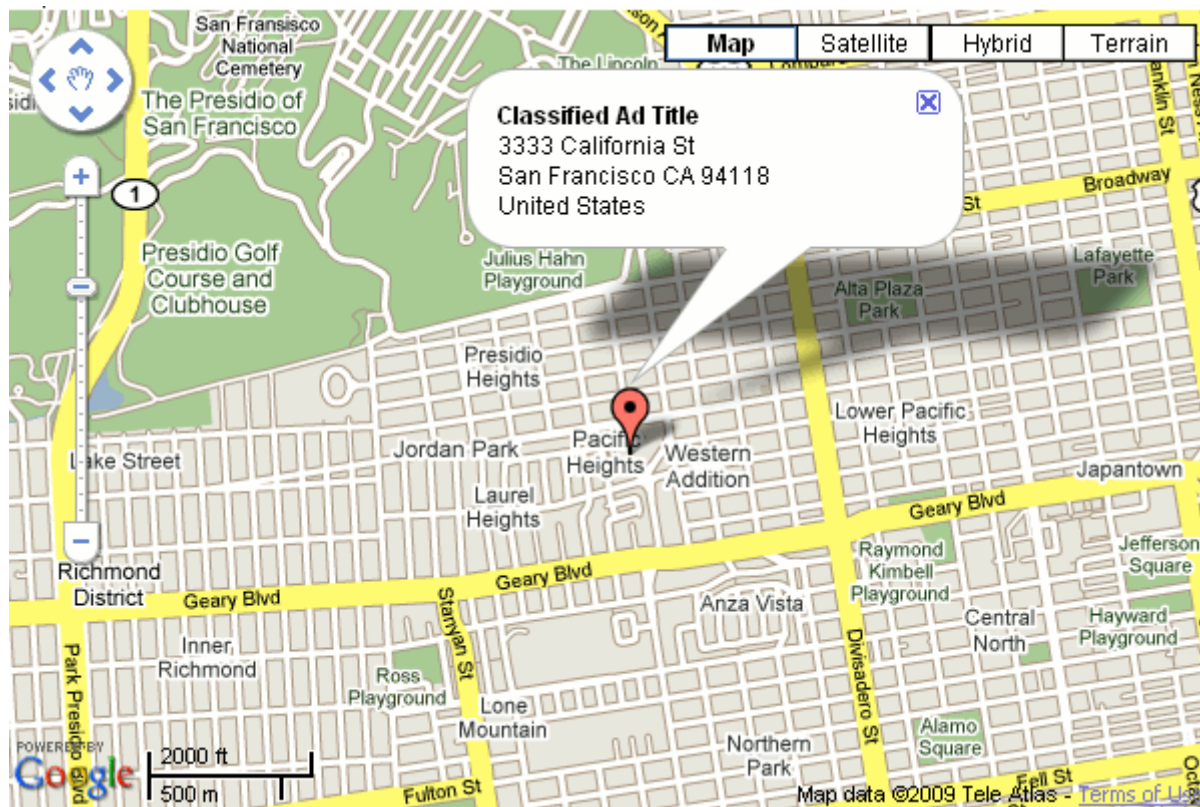 San Fransisco
National
Cemetery
The Lincoln
Map
Satellite
Hybrid
Terrain
The Presidio of
San Francisco
Classified Ad Title
3333 California St
San Francisco CA 94118
United States
Broadway
St
1
Presidio Golf
Course and
Clubhouse
Julius Hahn
Playground
Alta Plaza
Park
Lafayette
Park
Presidio
Heights
Lower Pacific
Heights
Jordan Park
Pacific
Heights
Western
Addition
Lake Street
Japantown
Laurel
Heights
Geary Blvd
Raymond
Kimbell
Playground
Jefferson
Square
Richmond
District
Geary Blvd
Geary Blvd
Stanyan St
Anza Vista
Central
North
Hayward
Playground
Inner
Richmond
Park Presidio Blvd
Ross
Playground
Lone
Mountain
Divisadero St
Alamo
Square
Northern
Park
POWERED BY
Google
2000 ft
500 m
Fulton St
Fell St
Map data ©2009 Tele Atlas - Terms of Us